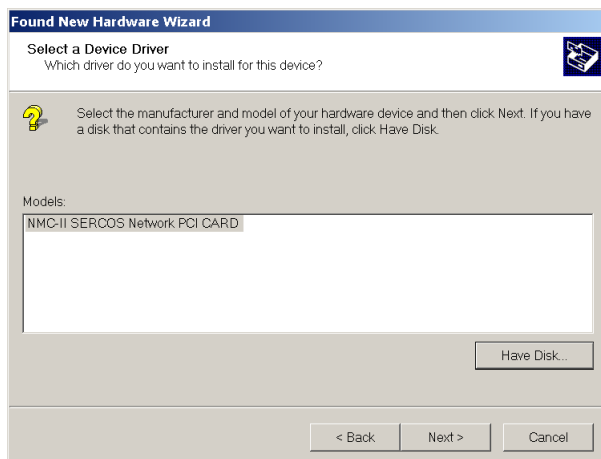 Found New Hardware Wizard
Select a Device Driver
Which driver do you want to install for this device?
Select the manufacturer and model of your hardware device and then click Next. If you have
a disk that contains the driver you want to install, click Have Disk.
Models:
NMC-II SERCOS Network PCI CARD
Have Disk...
< Back
Next >
Cancel